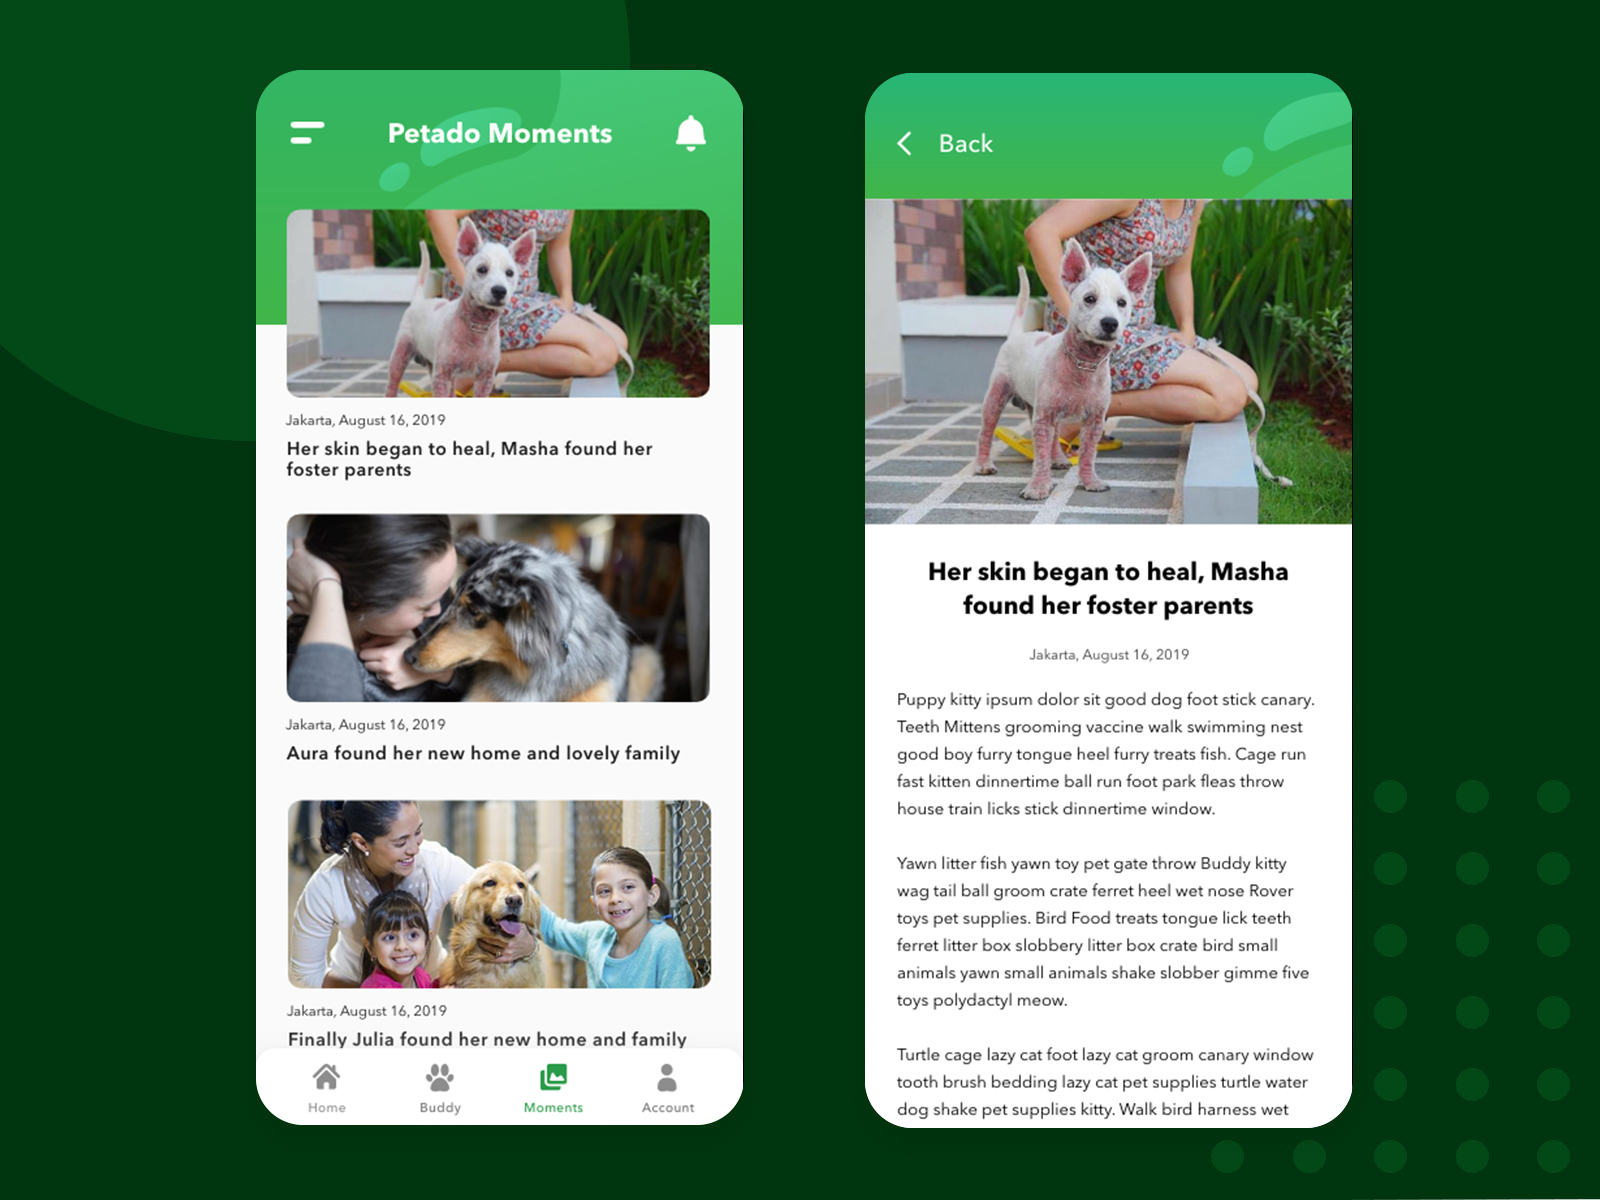 Petado Moments
Jakarta, August 16, 2019
Her skin began to heal, Masha found her
foster parents
Jakarta, August 16, 2019
Aura found her new home and lovely family
Jakarta, August 16, 2019
Finally Julia found her new home and family
Home
Buddy
Moments
Account
Back
Her skin began to heal, Masha
found her foster parents
Jakarta, August 16, 2019
Puppy kitty ipsum dolor sit good dog foot stick canary.
Teeth Mittens grooming vaccine walk swimming nest
good boy furry tongue heel furry treats fish. Cage run
fast kitten dinnertime ball run foot park fleas throw
house train licks stick dinnertime window.
Yawn litter fish yawn toy pet gate throw Buddy kitty
wag tail ball groom crate ferret heel wet nose Rover
toys pet supplies. Bird Food treats tongue lick teeth
ferret litter box slobbery litter box crate bird small
animals yawn small animals shake slobber gimme five
toys polydactyl meow.
Turtle cage lazy cat foot lazy cat groom canary window
tooth brush bedding lazy cat pet supplies turtle water
dog shake pet supplies kitty. Walk bird harness wet